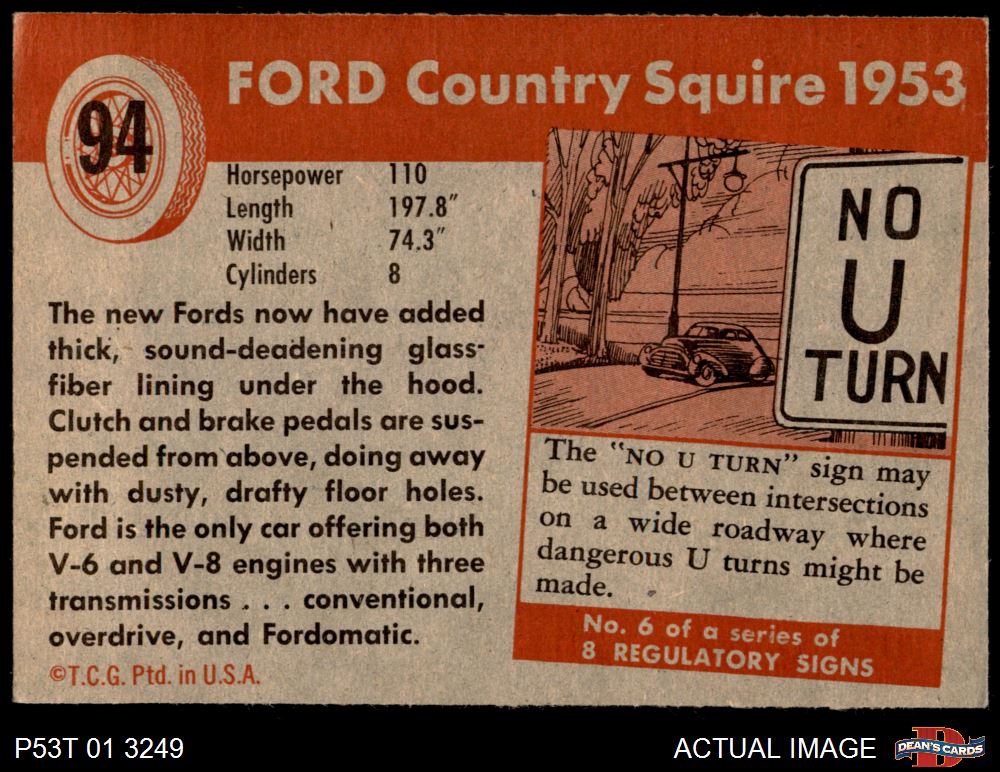 94
FORD Country Squire 1953
Horsepower 110
Length 197.8"
Width 74.3"
Cylinders 8
The new Fords now have added
thick, sound-deadening glass-
fiber lining under the hood.
Clutch and brake pedals are sus-
pended from above, doing away
with dusty, drafty floor holes.
Ford is the only car offering both
V-6 and V-8 engines with three
transmissions . . . conventional,
overdrive, and Fordomatic.
©T.C.G. Ptd. in U.S.A.
NO
U
TURN
The "NO U TURN" sign may
be used between intersections
on a wide roadway where
dangerous U turns might be
made.
No. 6 of a series of
8 REGULATORY SIGNS
P53T 01 3249
ACTUAL IMAGE
D
DEAN'S CARDS